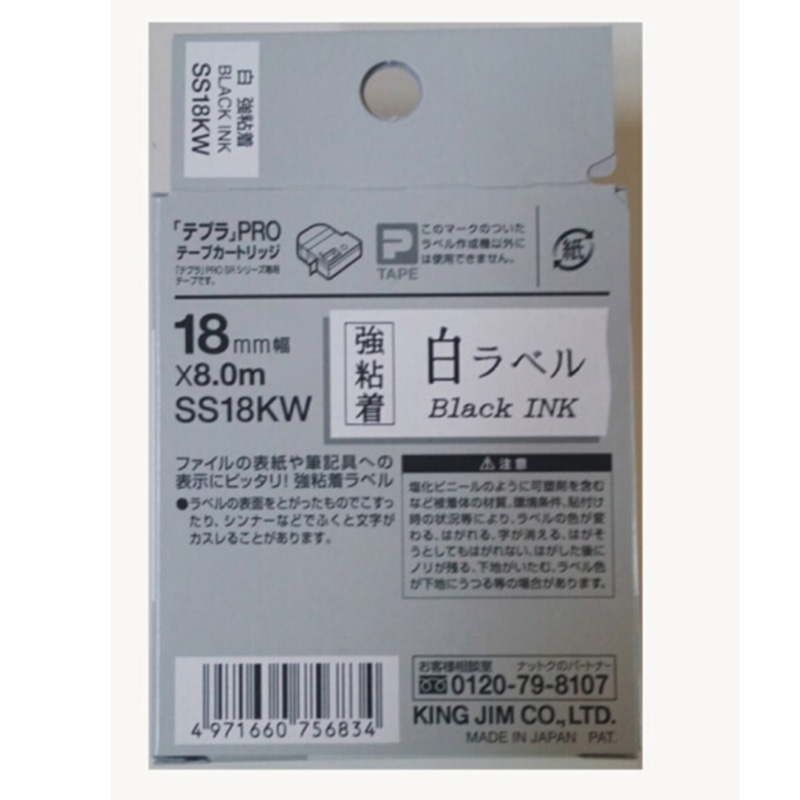 白 強粘着
BLACK INK
SS18KW
「テプラ」PRO
テープカートリッジ
「テプラ」PRO SRシリーズ専用
テープです。
P
TAPE
このマークのついた
ラベル作成機以外に
は使用できません。
紙
18mm幅
X8.0m
SS18KW
強粘着
白ラベル
Black INK
ファイルの表紙や筆記具への
表示にピッタリ!強粘着ラベル
●ラベルの表面をとがったものでこすっ
たり、シンナーなどでふくと文字が
カスレることがあります。
⚠注意
塩化ビニールのように可塑剤を含む
など被着体の材質、環境条件、貼付け
時の状況等により、ラベルの色が変
わる、はがれる、字が消える、はがそ
うとしてもはがれない、はがした後に
ノリが残る、下地がいたむ、ラベル色
が下地にうつる等の場合があります。
4 971660 756834
お客様相談室 ナットクのパートナー
0120-79-8107
KING JIM CO.,LTD.
MADE IN JAPAN PAT.